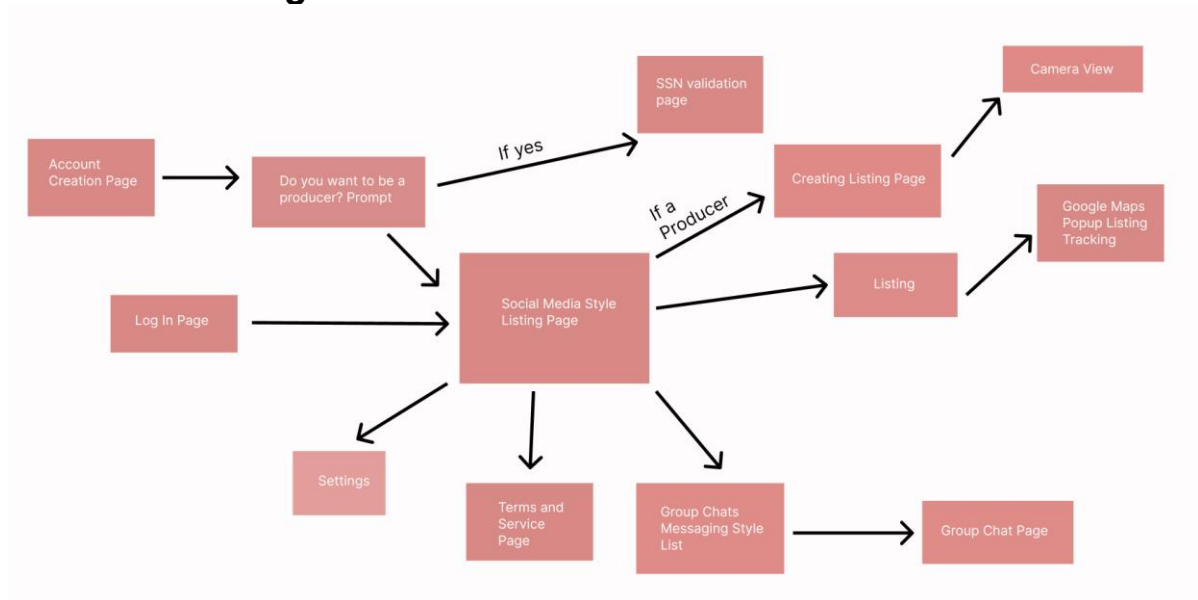 Camera View
SSN validation
page
If yes
Account
Creation Page
Do you want to be a
producer? Prompt
Creating Listing Page
If a
Producer
Google Maps
Popup Listing
Tracking
Listing
Social Media Style
Listing Page
Log In Page
Settings
Terms and
Service
Page
Group Chats
Messaging Style
List
Group Chat Page